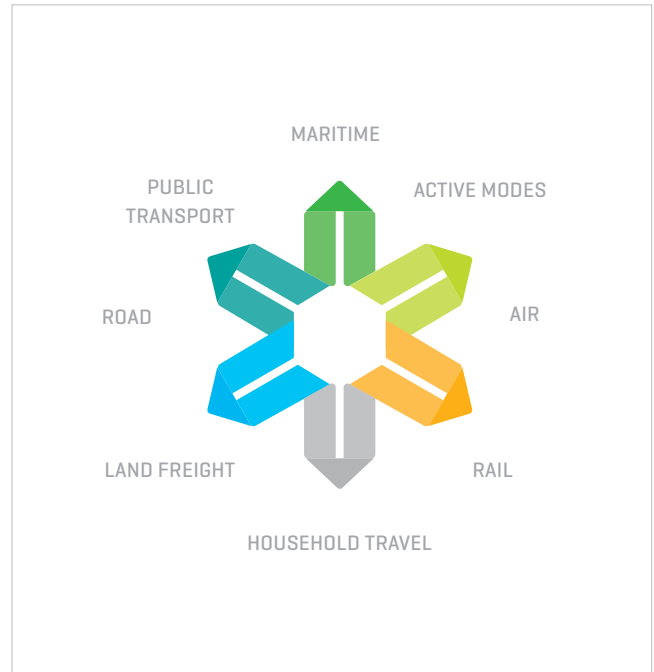 MARITIME
PUBLIC
TRANSPORT
ACTIVE MODES
ROAD
AIR
LAND FREIGHT
RAIL
HOUSEHOLD TRAVEL